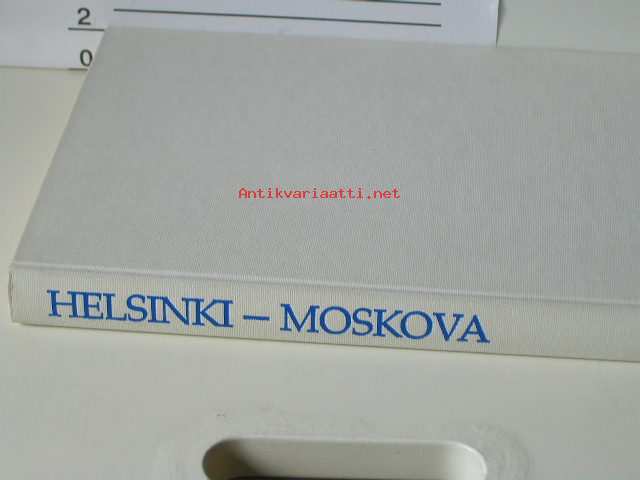 2
0
Antikvariaatti.net
HELSINKI – MOSKOVA